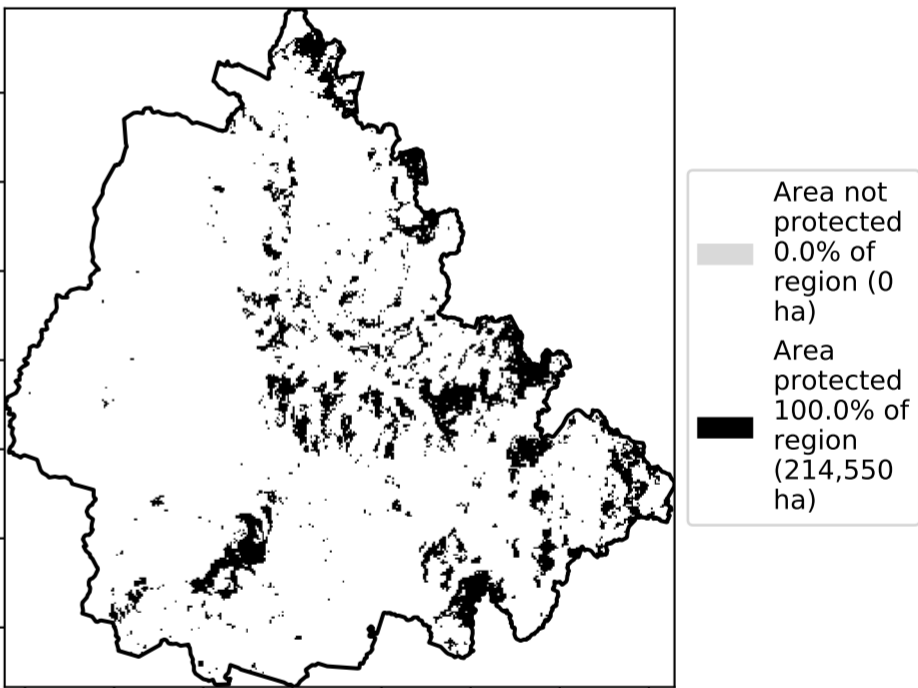 Area not
protected
0.0% of
region (0
ha)
Area
protected
100.0% of
region
(214,550
ha)